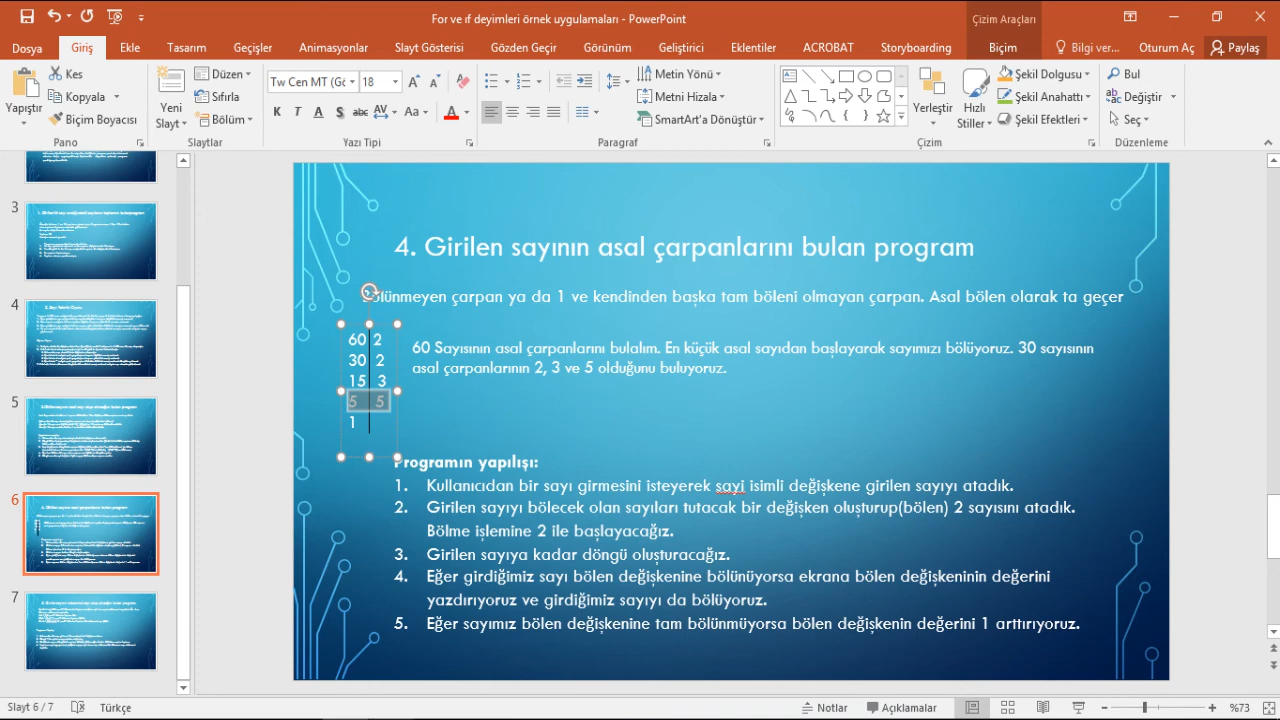 For ve ıf deyimleri örnek uygulamaları - PowerPoint
Çizim Araçları
Dosya Giriş Ekle Tasarım Geçişler Animasyonlar Slayt Gösterisi Gözden Geçir Görünüm Geliştirici Eklentiler ACROBAT Storyboarding Biçim Bilgi ver... Oturum Aç Paylaş
Yapıştır
Kes
Kopyala
Biçim Boyacısı
Pano
Yeni Slayt
Düzen
Sıfırla
Bölüm
Slaytlar
Tw Cen MT (Gö 18
K T A S abc AV Aa A
Yazı Tipi
Metin Yönü
Metni Hizala
SmartArt'a Dönüştür
Paragraf
Yerleştir
Hızlı Stiller
Şekil Dolgusu
Şekil Anahattı
Şekil Efektleri
Çizim
Bul
Değiştir
Seç
Düzenleme
3
4
5
6
7
4. Girilen sayının asal çarpanlarını bulan program
Bölünmeyen çarpan ya da 1 ve kendinden başka tam böleni olmayan çarpan. Asal bölen olarak ta geçer
60 2
30 2
15 3
5 5
1
60 Sayısının asal çarpanlarını bulalım. En küçük asal sayıdan başlayarak sayımızı bölüyoruz. 30 sayısının
asal çarpanlarının 2, 3 ve 5 olduğunu buluyoruz.
Programın yapılışı:
1. Kullanıcıdan bir sayı girmesini isteyerek sayi isimli değişkene girilen sayıyı atadık.
2. Girilen sayıyı bölecek olan sayıları tutacak bir değişken oluşturup(bölen) 2 sayısını atadık.
Bölme işlemine 2 ile başlayacağız.
3. Girilen sayıya kadar döngü oluşturacağız.
4. Eğer girdiğimiz sayı bölen değişkenine bölünüyorsa ekrana bölen değişkeninin değerini
yazdırıyoruz ve girdiğimiz sayıyı da bölüyoruz.
5. Eğer sayımız bölen değişkenine tam bölünmüyorsa bölen değişkenin değerini 1 arttırıyoruz.
Slayt 6 / 7 Türkçe Notlar Açıklamalar %73